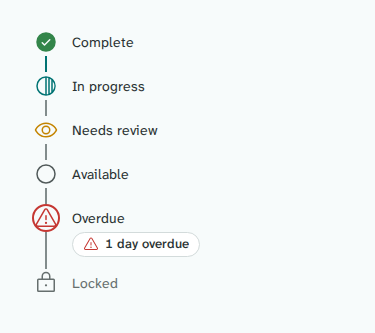 Complete
In progress
Needs review
Available
Overdue
1 day overdue
Locked